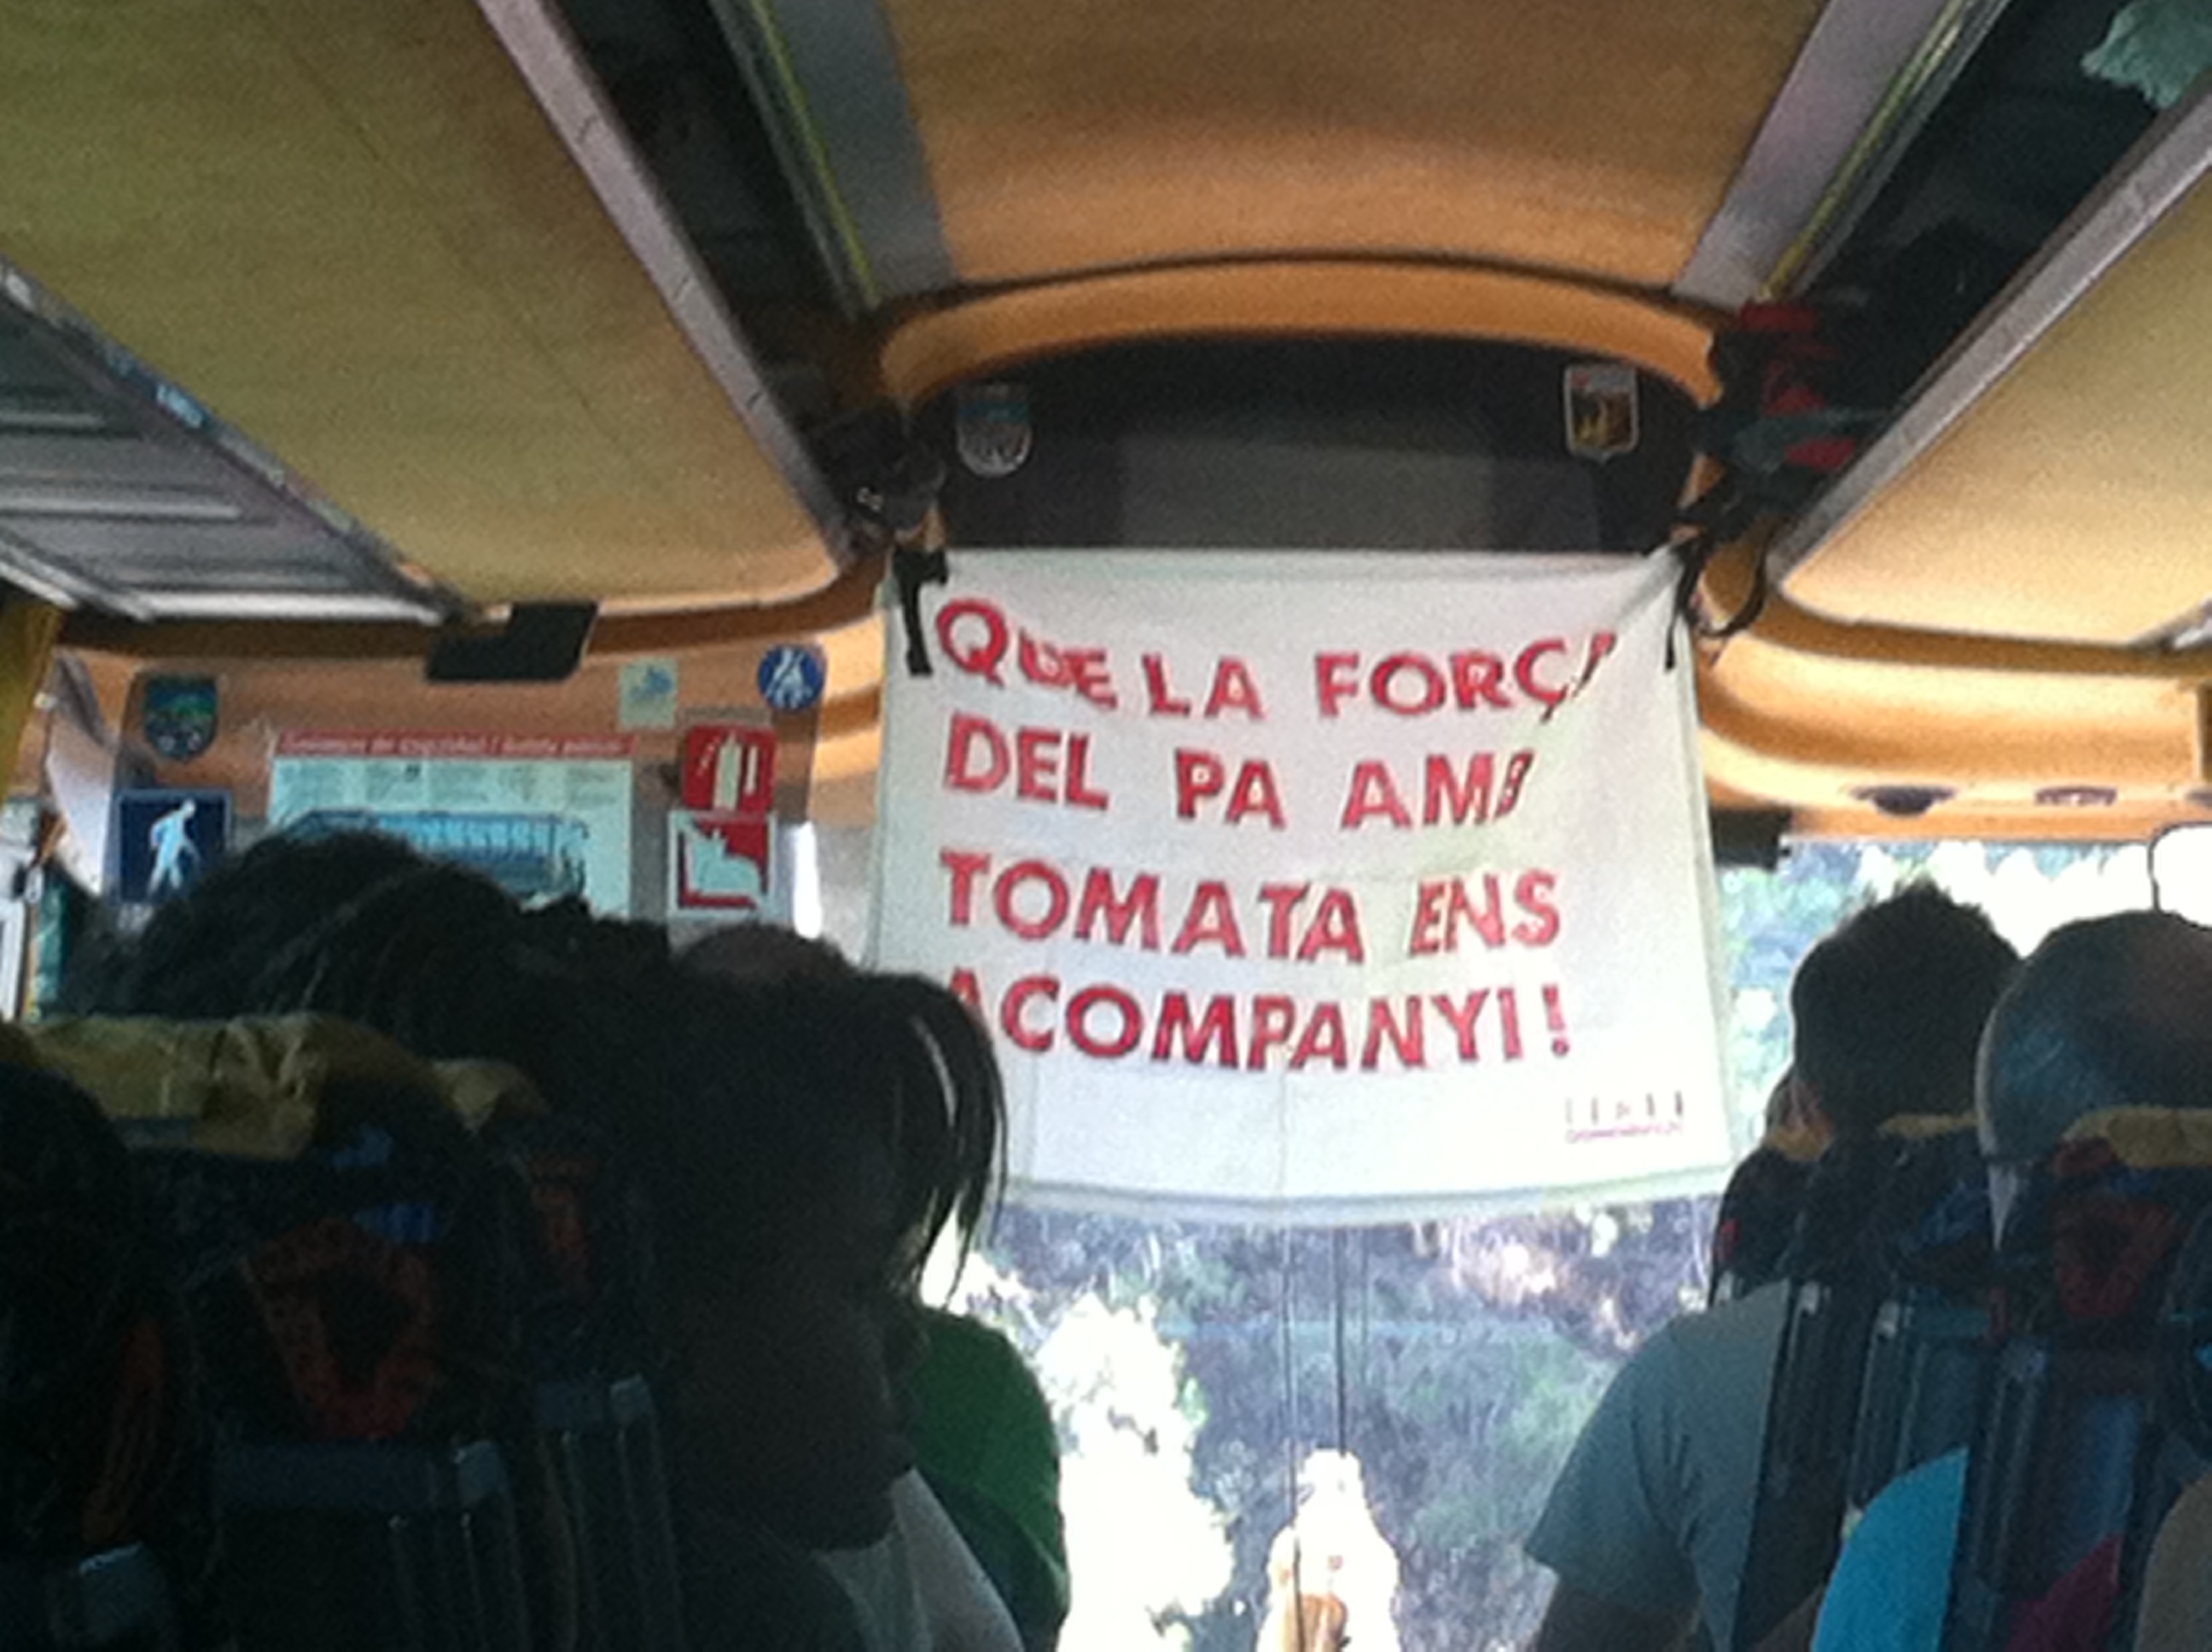 QUE LA FORÇA
DEL PA AMB
TOMATA ENS
ACOMPANYI!